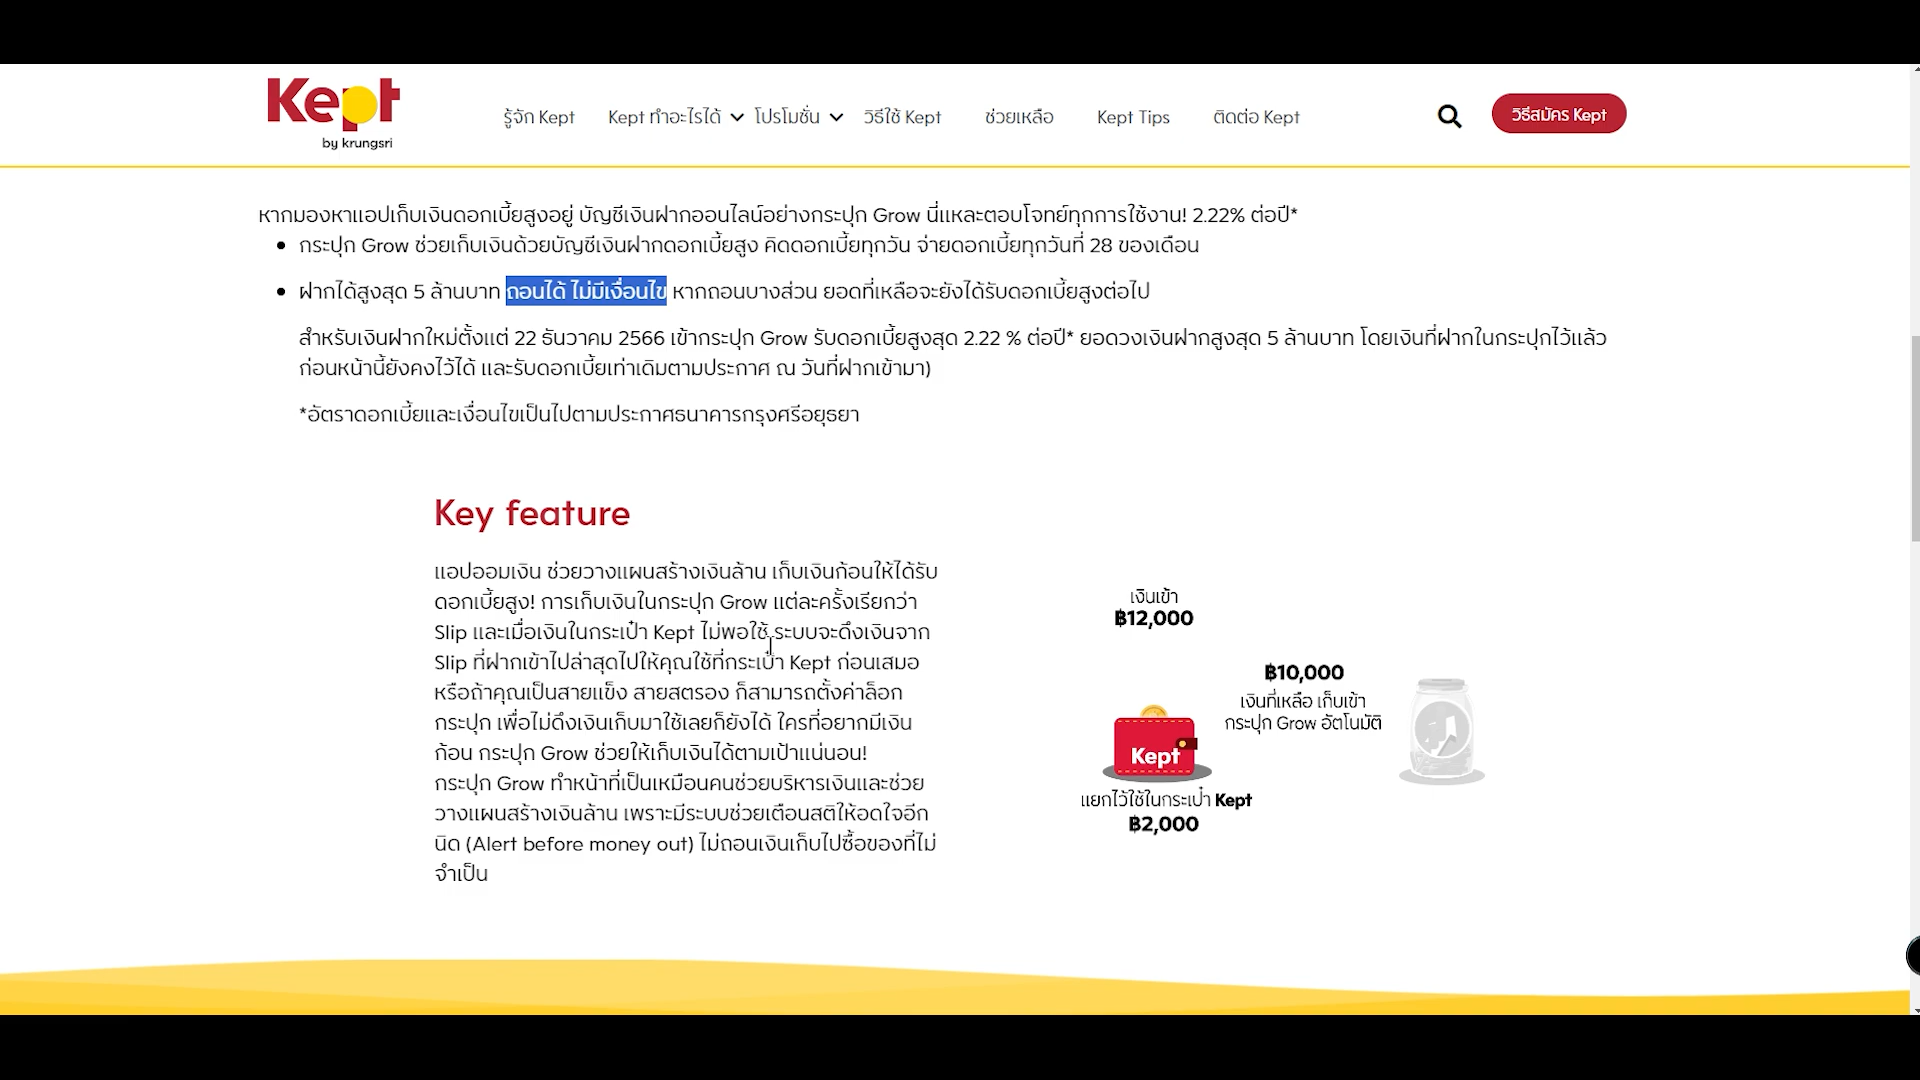 Kept
by krungsri
รู้จัก Kept
Kept ทำอะไรได้
โปรโมชั่น
วิธีใช้ Kept
ช่วยเหลือ
Kept Tips
ติดต่อ Kept
วิธีสมัคร Kept
หากมองหาแอปเก็บเงินดอกเบี้ยสูงอยู่ บัญชีเงินฝากออนไลน์อย่างกระปุก Grow นี่แหละตอบโจทย์ทุกการใช้งาน! 2.22% ต่อปี*
กระปุก Grow ช่วยเก็บเงินด้วยบัญชีเงินฝากดอกเบี้ยสูง คิดดอกเบี้ยทุกวัน จ่ายดอกเบี้ยทุกวันที่ 28 ของเดือน
ฝากได้สูงสุด 5 ล้านบาท ถอนได้ ไม่มีเงื่อนไข หากถอนบางส่วน ยอดที่เหลือจะยังได้รับดอกเบี้ยสูงต่อไป
สำหรับเงินฝากใหม่ตั้งแต่ 22 ธันวาคม 2566 เข้ากระปุก Grow รับดอกเบี้ยสูงสุด 2.22 % ต่อปี* ยอดวงเงินฝากสูงสุด 5 ล้านบาท โดยเงินที่ฝากในกระปุกไว้แล้ว
ก่อนหน้านี้ยังคงไว้ได้ และรับดอกเบี้ยเท่าเดิมตามประกาศ ณ วันที่ฝากเข้ามา)
*อัตราดอกเบี้ยและเงื่อนไขเป็นไปตามประกาศธนาคารกรุงศรีอยุธยา
Key feature
แอปออมเงิน ช่วยวางแผนสร้างเงินล้าน เก็บเงินก้อนให้ได้รับ
ดอกเบี้ยสูง! การเก็บเงินในกระปุก Grow แต่ละครั้งเรียกว่า
Slip และเมื่อเงินในกระเป๋า Kept ไม่พอใช้ ระบบจะดึงเงินจาก
Slip ที่ฝากเข้าไปล่าสุดไปให้คุณใช้ที่กระเป๋า Kept ก่อนเสมอ
หรือถ้าคุณเป็นสายแข็ง สายสตรอง ก็สามารถตั้งค่าล็อก
กระปุก เพื่อไม่ดึงเงินเก็บมาใช้เลยก็ยังได้ ใครที่อยากมีเงิน
ก้อน กระปุก Grow ช่วยให้เก็บเงินได้ตามเป้าแน่นอน!
กระปุก Grow ทำหน้าที่เป็นเหมือนคนช่วยบริหารเงินและช่วย
วางแผนสร้างเงินล้าน เพราะมีระบบช่วยเตือนสติให้อดใจอีก
นิด (Alert before money out) ไม่ถอนเงินเก็บไปซื้อของที่ไม่
จำเป็น
เงินเข้า
฿12,000
฿10,000
เงินที่เหลือ เก็บเข้า
กระปุก Grow อัตโนมัติ
Kept
แยกไว้ใช้ในกระเป๋า Kept
฿2,000